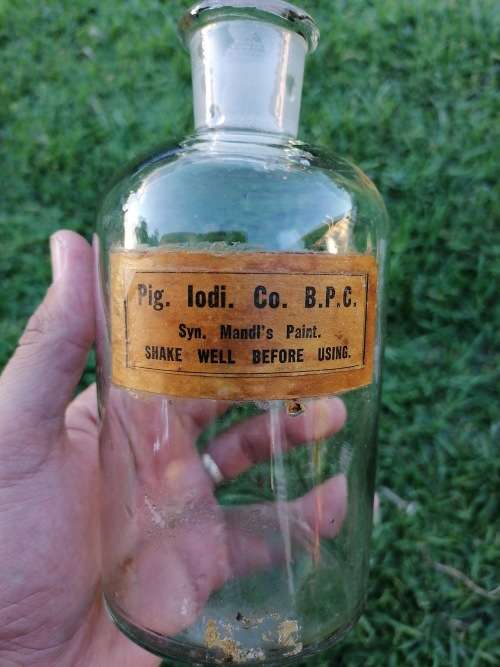 Pig. Iodi. Co. B.P.C.
Syn. Mandl's Paint.
SHAKE WELL BEFORE USING.